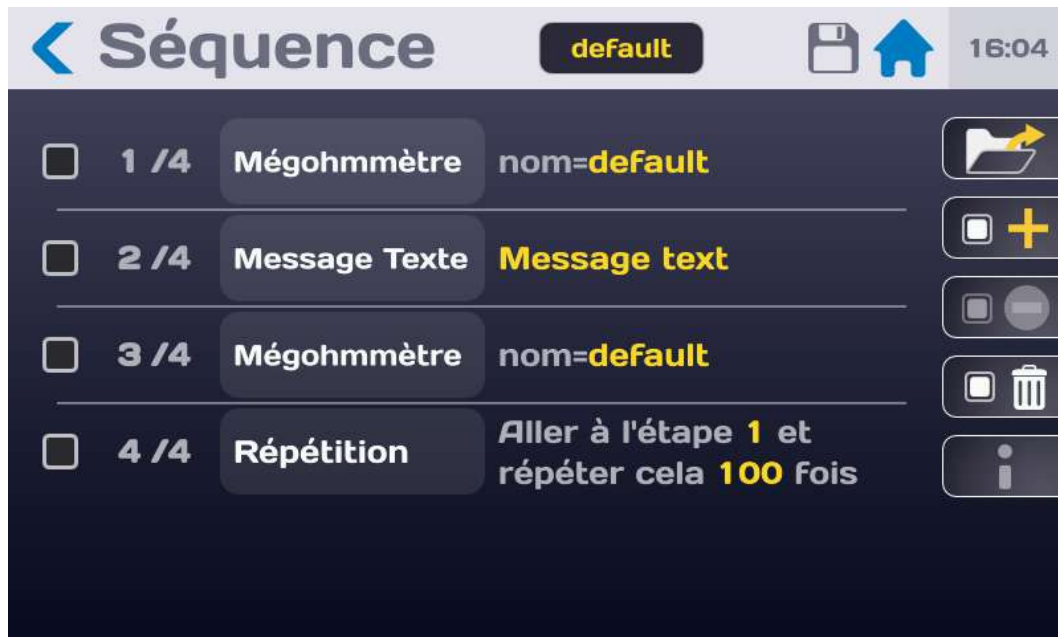 Séquence default 16:04
1 /4 Mégohmmètre nom=default
2 /4 Message Texte Message text
3 /4 Mégohmmètre nom=default
4 /4 Répétition Aller à l'étape 1 et
répéter cela 100 fois